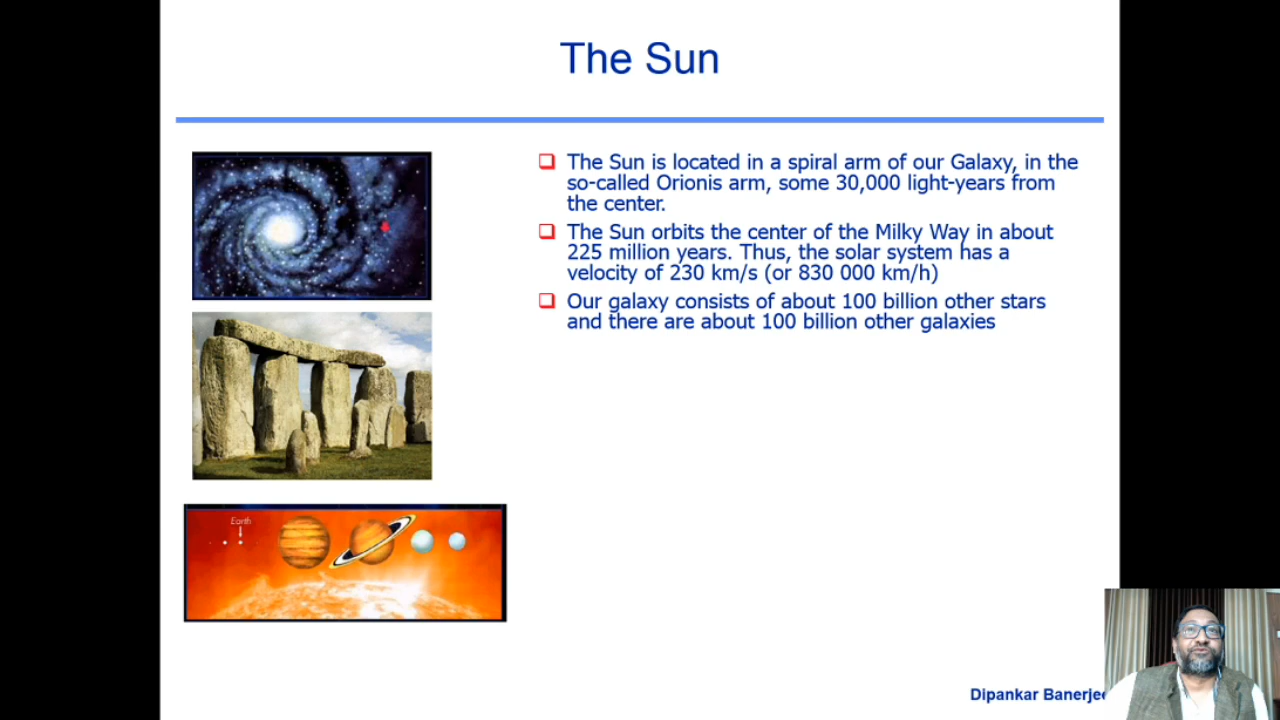 The Sun
The Sun is located in a spiral arm of our Galaxy, in the
so-called Orionis arm, some 30,000 light-years from
the center.
The Sun orbits the center of the Milky Way in about
225 million years. Thus, the solar system has a
velocity of 230 km/s (or 830 000 km/h)
Our galaxy consists of about 100 billion other stars
and there are about 100 billion other galaxies
Earth
Dipankar Banerjee